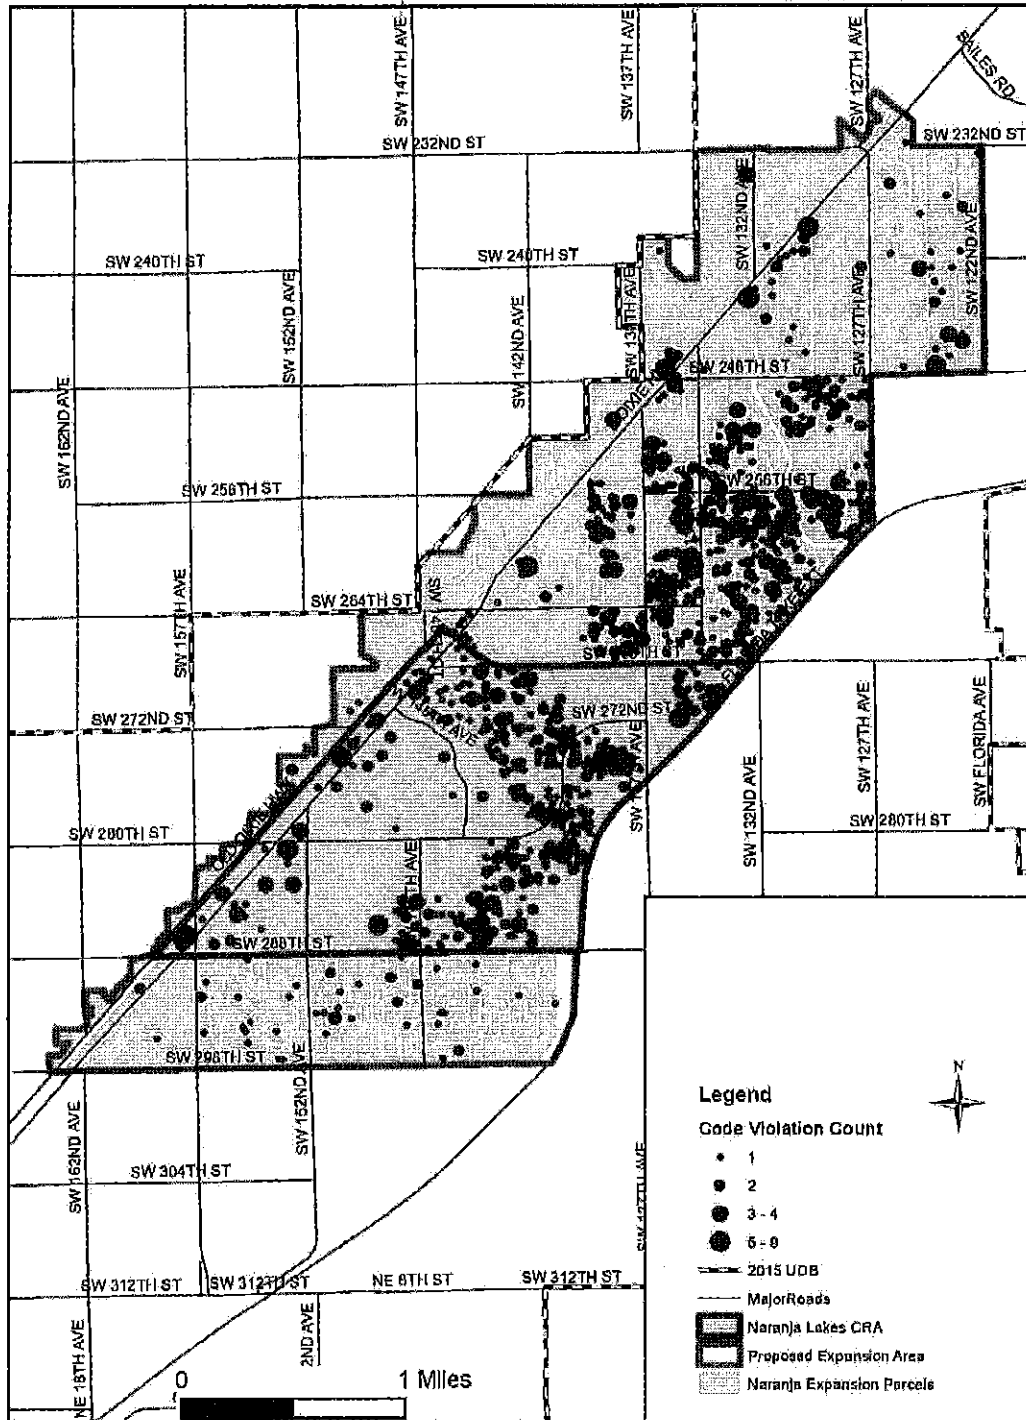 SW 147TH AVE
SW 137TH AVE
SW 127TH AVE
BAILES RD
SW 232ND ST
SW 232ND ST
SW 132ND AVE
SW 240TH ST
SW 240TH ST
SW 122ND AVE
SW 152ND AVE
SW 142ND AVE
SW 127TH AVE
SW 248TH ST
SW 162ND AVE
SW 256TH ST
SW 264TH ST
SW 157TH AVE
SW 272ND ST
SW 272ND ST
SW 127TH AVE
SW FLORIDA AVE
SW 132ND AVE
SW 280TH ST
SW 280TH ST
TH AVE
SW 288TH ST
SW 296TH ST
SW 152ND AVE
SW 162ND AVE
SW 304TH ST
SW 312TH ST
SW 312TH ST
NE 8TH ST
SW 312TH ST
2ND AVE
NE 18TH AVE
0
1 Miles
N
Legend
Code Violation Count
1
2
3 - 4
5 - 9
2015 UDB
MajorRoads
Naranja Lakes CRA
Proposed Expansion Area
Naranja Expansion Parcels